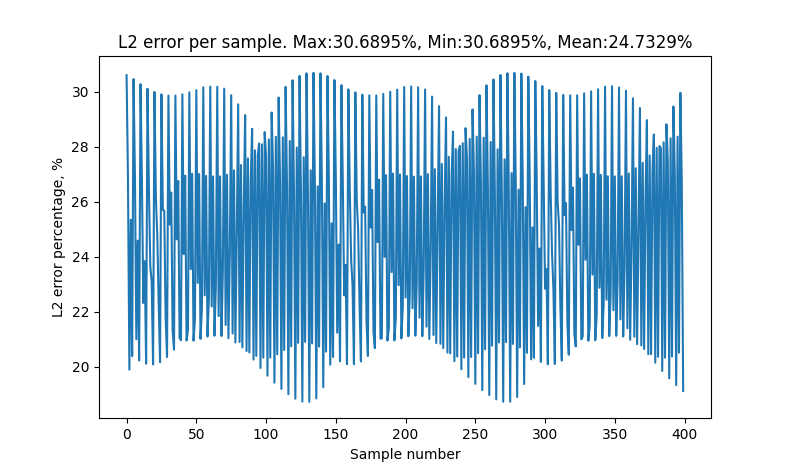 L2 error per sample. Max:30.6895%, Min:30.6895%, Mean:24.7329%
L2 error percentage, %
30
28
26
24
22
20
0 50 100 150 200 250 300 350 400
Sample number